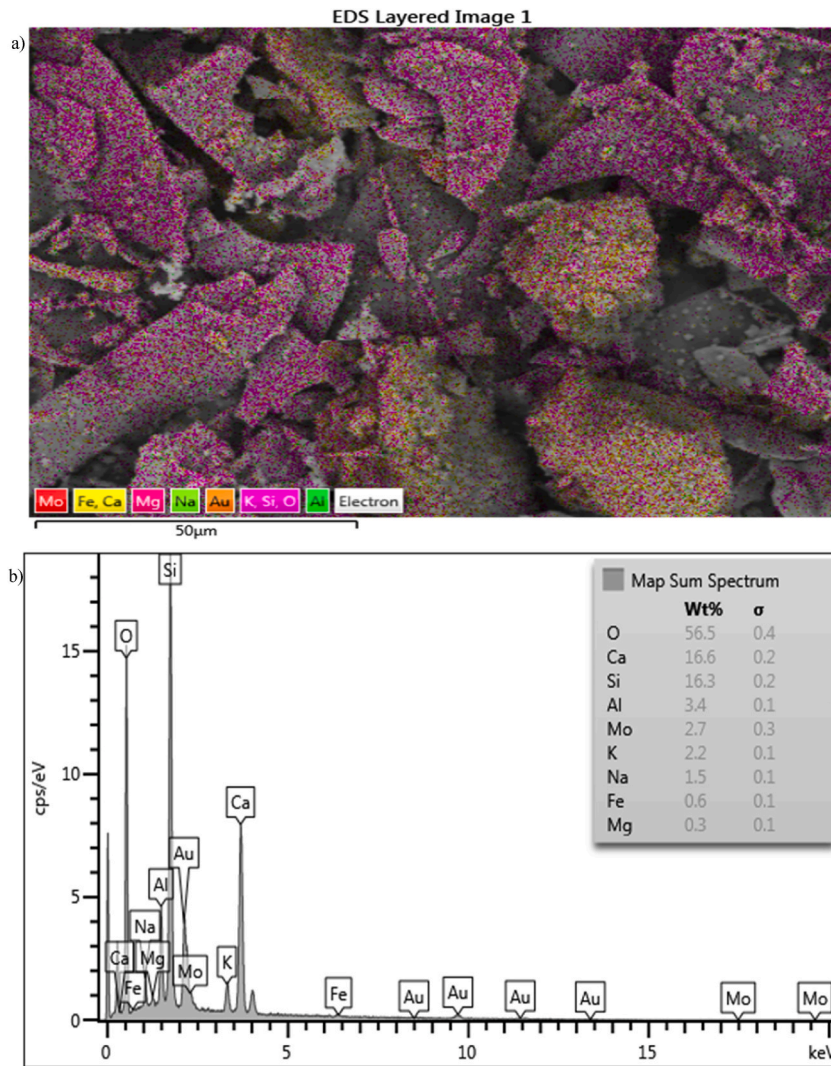 EDS Layered Image 1
a)
Mo Fe, Ca Mg Na Au K, Si, O Al Electron
50μm
b)
Si
Map Sum Spectrum
Wt% σ
O 56.5 0.4
Ca 16.6 0.2
Si 16.3 0.2
Al 3.4 0.1
Mo 2.7 0.3
K 2.2 0.1
Na 1.5 0.1
Fe 0.6 0.1
Mg 0.3 0.1
O
15
10
cps/eV
Ca
Au
5
Al
Na
Ca Mg
Mo K
Fe
Fe Au Au Au Au Mo Mo
0
0 5 10 15 keV